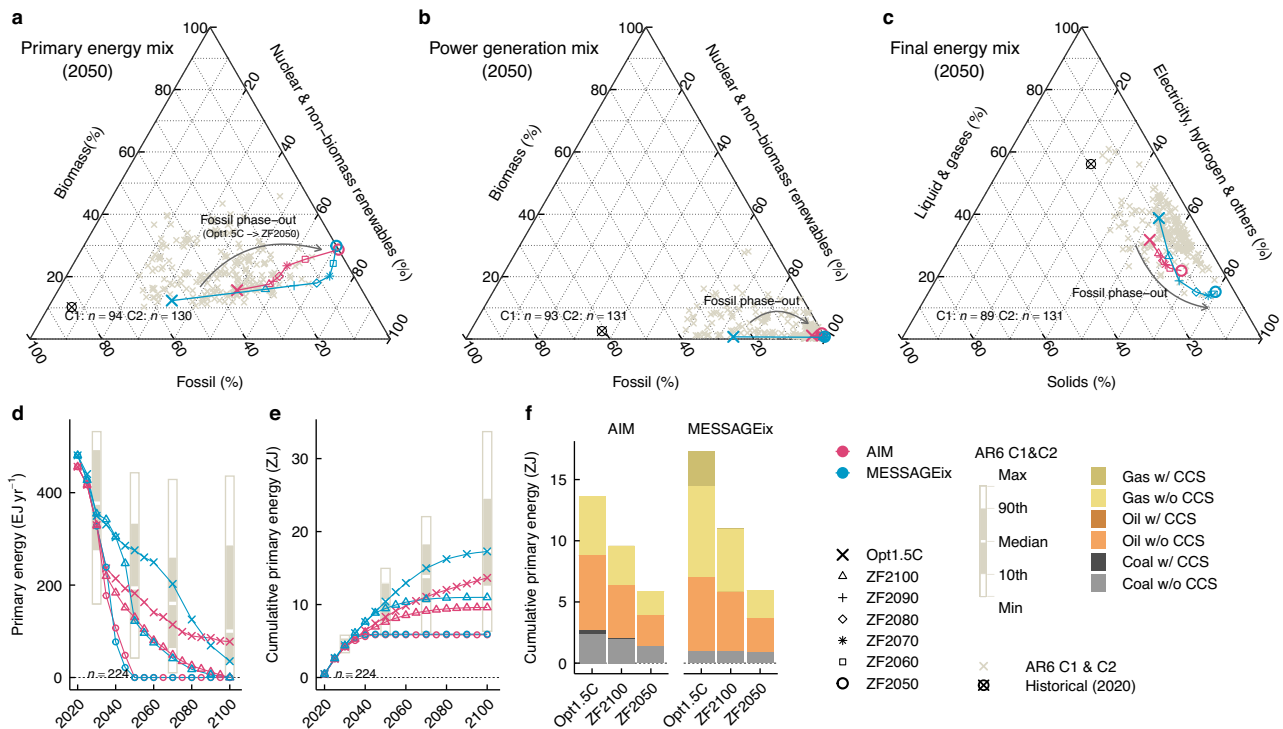 a
Primary energy mix
(2050)
100
80
60
40
20
20
40
60
80
100
100
80
60
40
20
Biomass(%)
Nuclear & non−biomass renewables (%)
Fossil phase−out
(Opt1.5C −> ZF2050)
C1: n = 94 C2: n = 130
Fossil (%)
b
Power generation mix
(2050)
100
80
60
40
20
20
40
60
80
100
100
80
60
40
20
Biomass (%)
Nuclear & non−biomass renewables (%)
Fossil phase−out
C1: n = 93 C2: n = 131
Fossil (%)
c
Final energy mix
(2050)
100
80
60
40
20
20
40
60
80
100
100
80
60
40
20
Liquid & gases (%)
Electricity, hydrogen & others (%)
Fossil phase−out
C1: n = 89 C2: n = 131
Solids (%)
d
Primary energy (EJ yr−1)
400
200
0
n = 224
2020
2040
2060
2080
2100
e
Cumulative primary energy (ZJ)
30
20
10
0
n = 224
2020
2040
2060
2080
2100
f
AIM
MESSAGEix
Cumulative primary energy (ZJ)
15
10
5
0
Opt1.5C
ZF2100
ZF2050
Opt1.5C
ZF2100
ZF2050
AIM
MESSAGEix
Opt1.5C
ZF2100
ZF2090
ZF2080
ZF2070
ZF2060
ZF2050
AR6 C1&C2
Max
90th
Median
10th
Min
AR6 C1 & C2
Historical (2020)
Gas w/ CCS
Gas w/o CCS
Oil w/ CCS
Oil w/o CCS
Coal w/ CCS
Coal w/o CCS